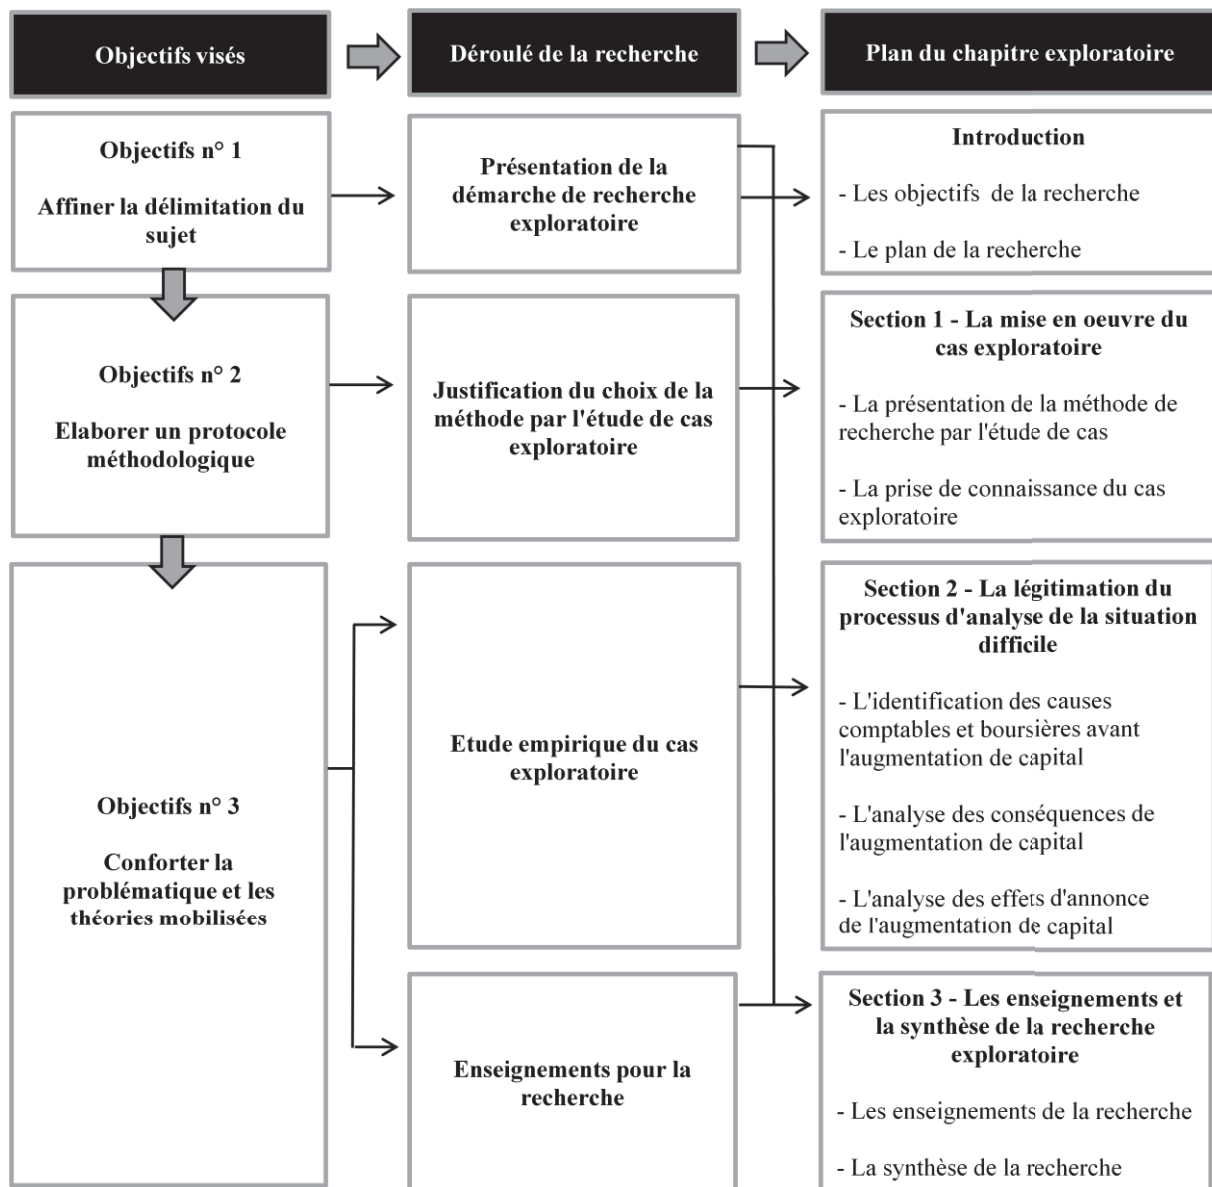 Objectifs visés
Déroulé de la recherche
Plan du chapitre exploratoire
Objectifs n° 1
Affiner la délimitation du
sujet
Présentation de la
démarche de recherche
exploratoire
Introduction
- Les objectifs de la recherche
- Le plan de la recherche
Objectifs n° 2
Elaborer un protocole
méthodologique
Justification du choix de la
méthode par l'étude de cas
exploratoire
Section 1 - La mise en oeuvre du
cas exploratoire
- La présentation de la méthode de
recherche par l'étude de cas
- La prise de connaissance du cas
exploratoire
Objectifs n° 3
Conforter la
problématique et les
théories mobilisées
Etude empirique du cas
exploratoire
Section 2 - La légitimation du
processus d'analyse de la situation
difficile
- L'identification des causes
comptables et boursières avant
l'augmentation de capital
- L'analyse des conséquences de
l'augmentation de capital
- L'analyse des effets d'annonce
de l'augmentation de capital
Enseignements pour la
recherche
Section 3 - Les enseignements et
la synthèse de la recherche
exploratoire
- Les enseignements de la recherche
- La synthèse de la recherche